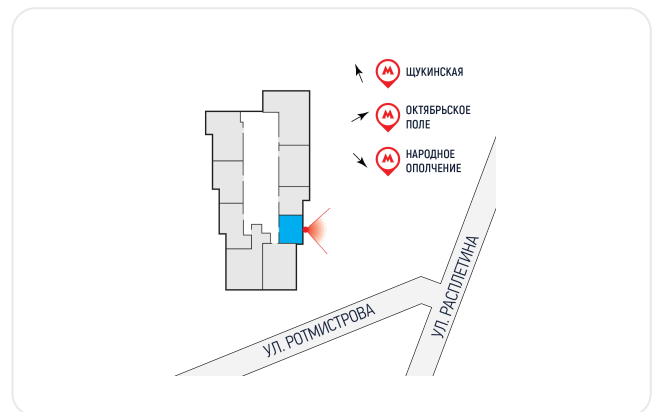 ЩУКИНСКАЯ
ОКТЯБРЬСКОЕ
ПОЛЕ
НАРОДНОЕ
ОПОЛЧЕНИЕ
УЛ. РАСПЛЕТИНА
УЛ. РОТМИСТРОВА